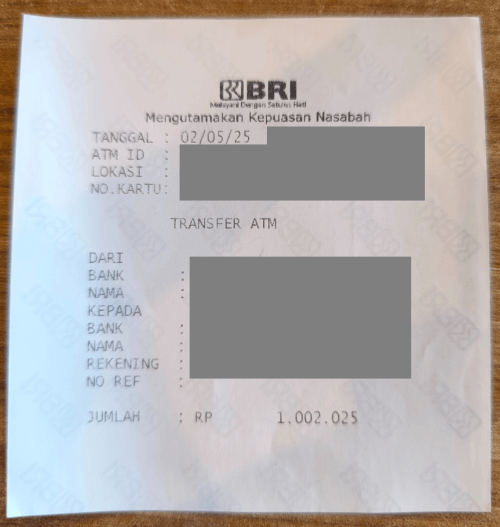 BRI
Melayani Dengan Setulus Hati
Mengutamakan Kepuasan Nasabah
TANGGAL : 02/05/25
ATM ID :
LOKASI :
NO.KARTU:
TRANSFER ATM
DARI
BANK :
NAMA :
KEPADA
BANK :
NAMA :
REKENING :
NO REF :
JUMLAH : RP 1.002.025